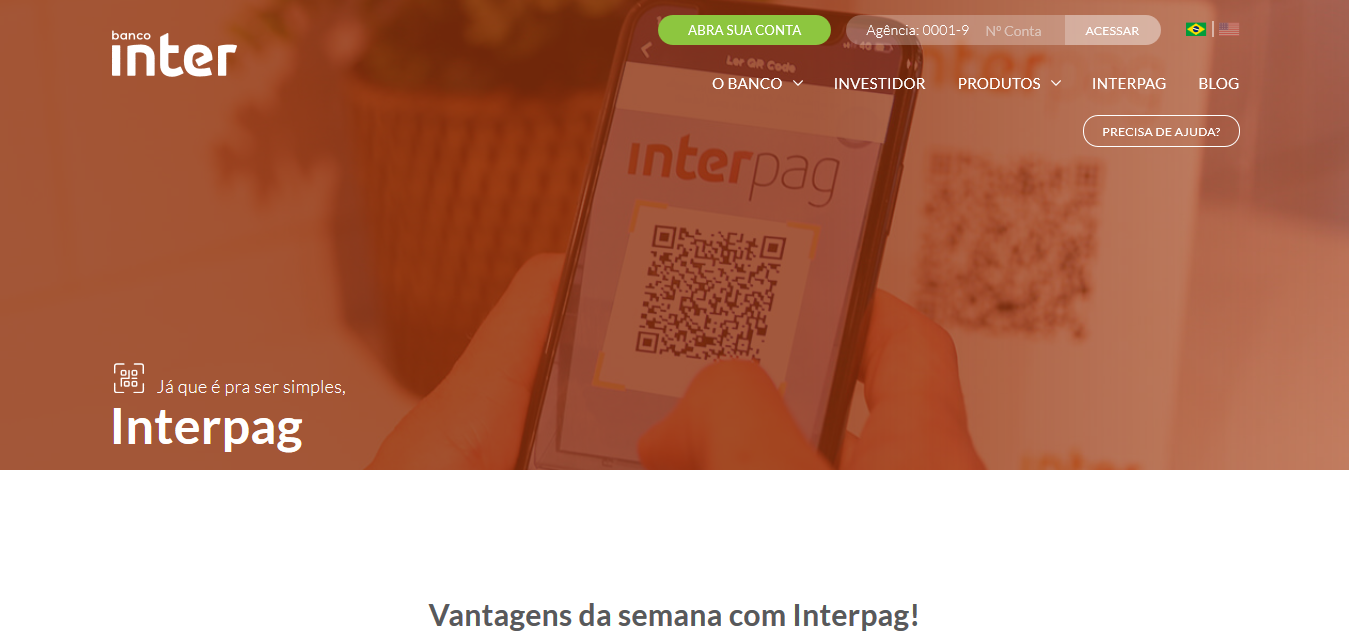 banco
inter
ABRA SUA CONTA
Agência: 0001-9
Nº Conta
ACESSAR
O BANCO
INVESTIDOR
PRODUTOS
INTERPAG
BLOG
PRECISA DE AJUDA?
Ler QR Code
interpag
Já que é pra ser simples,
Interpag
Vantagens da semana com Interpag!